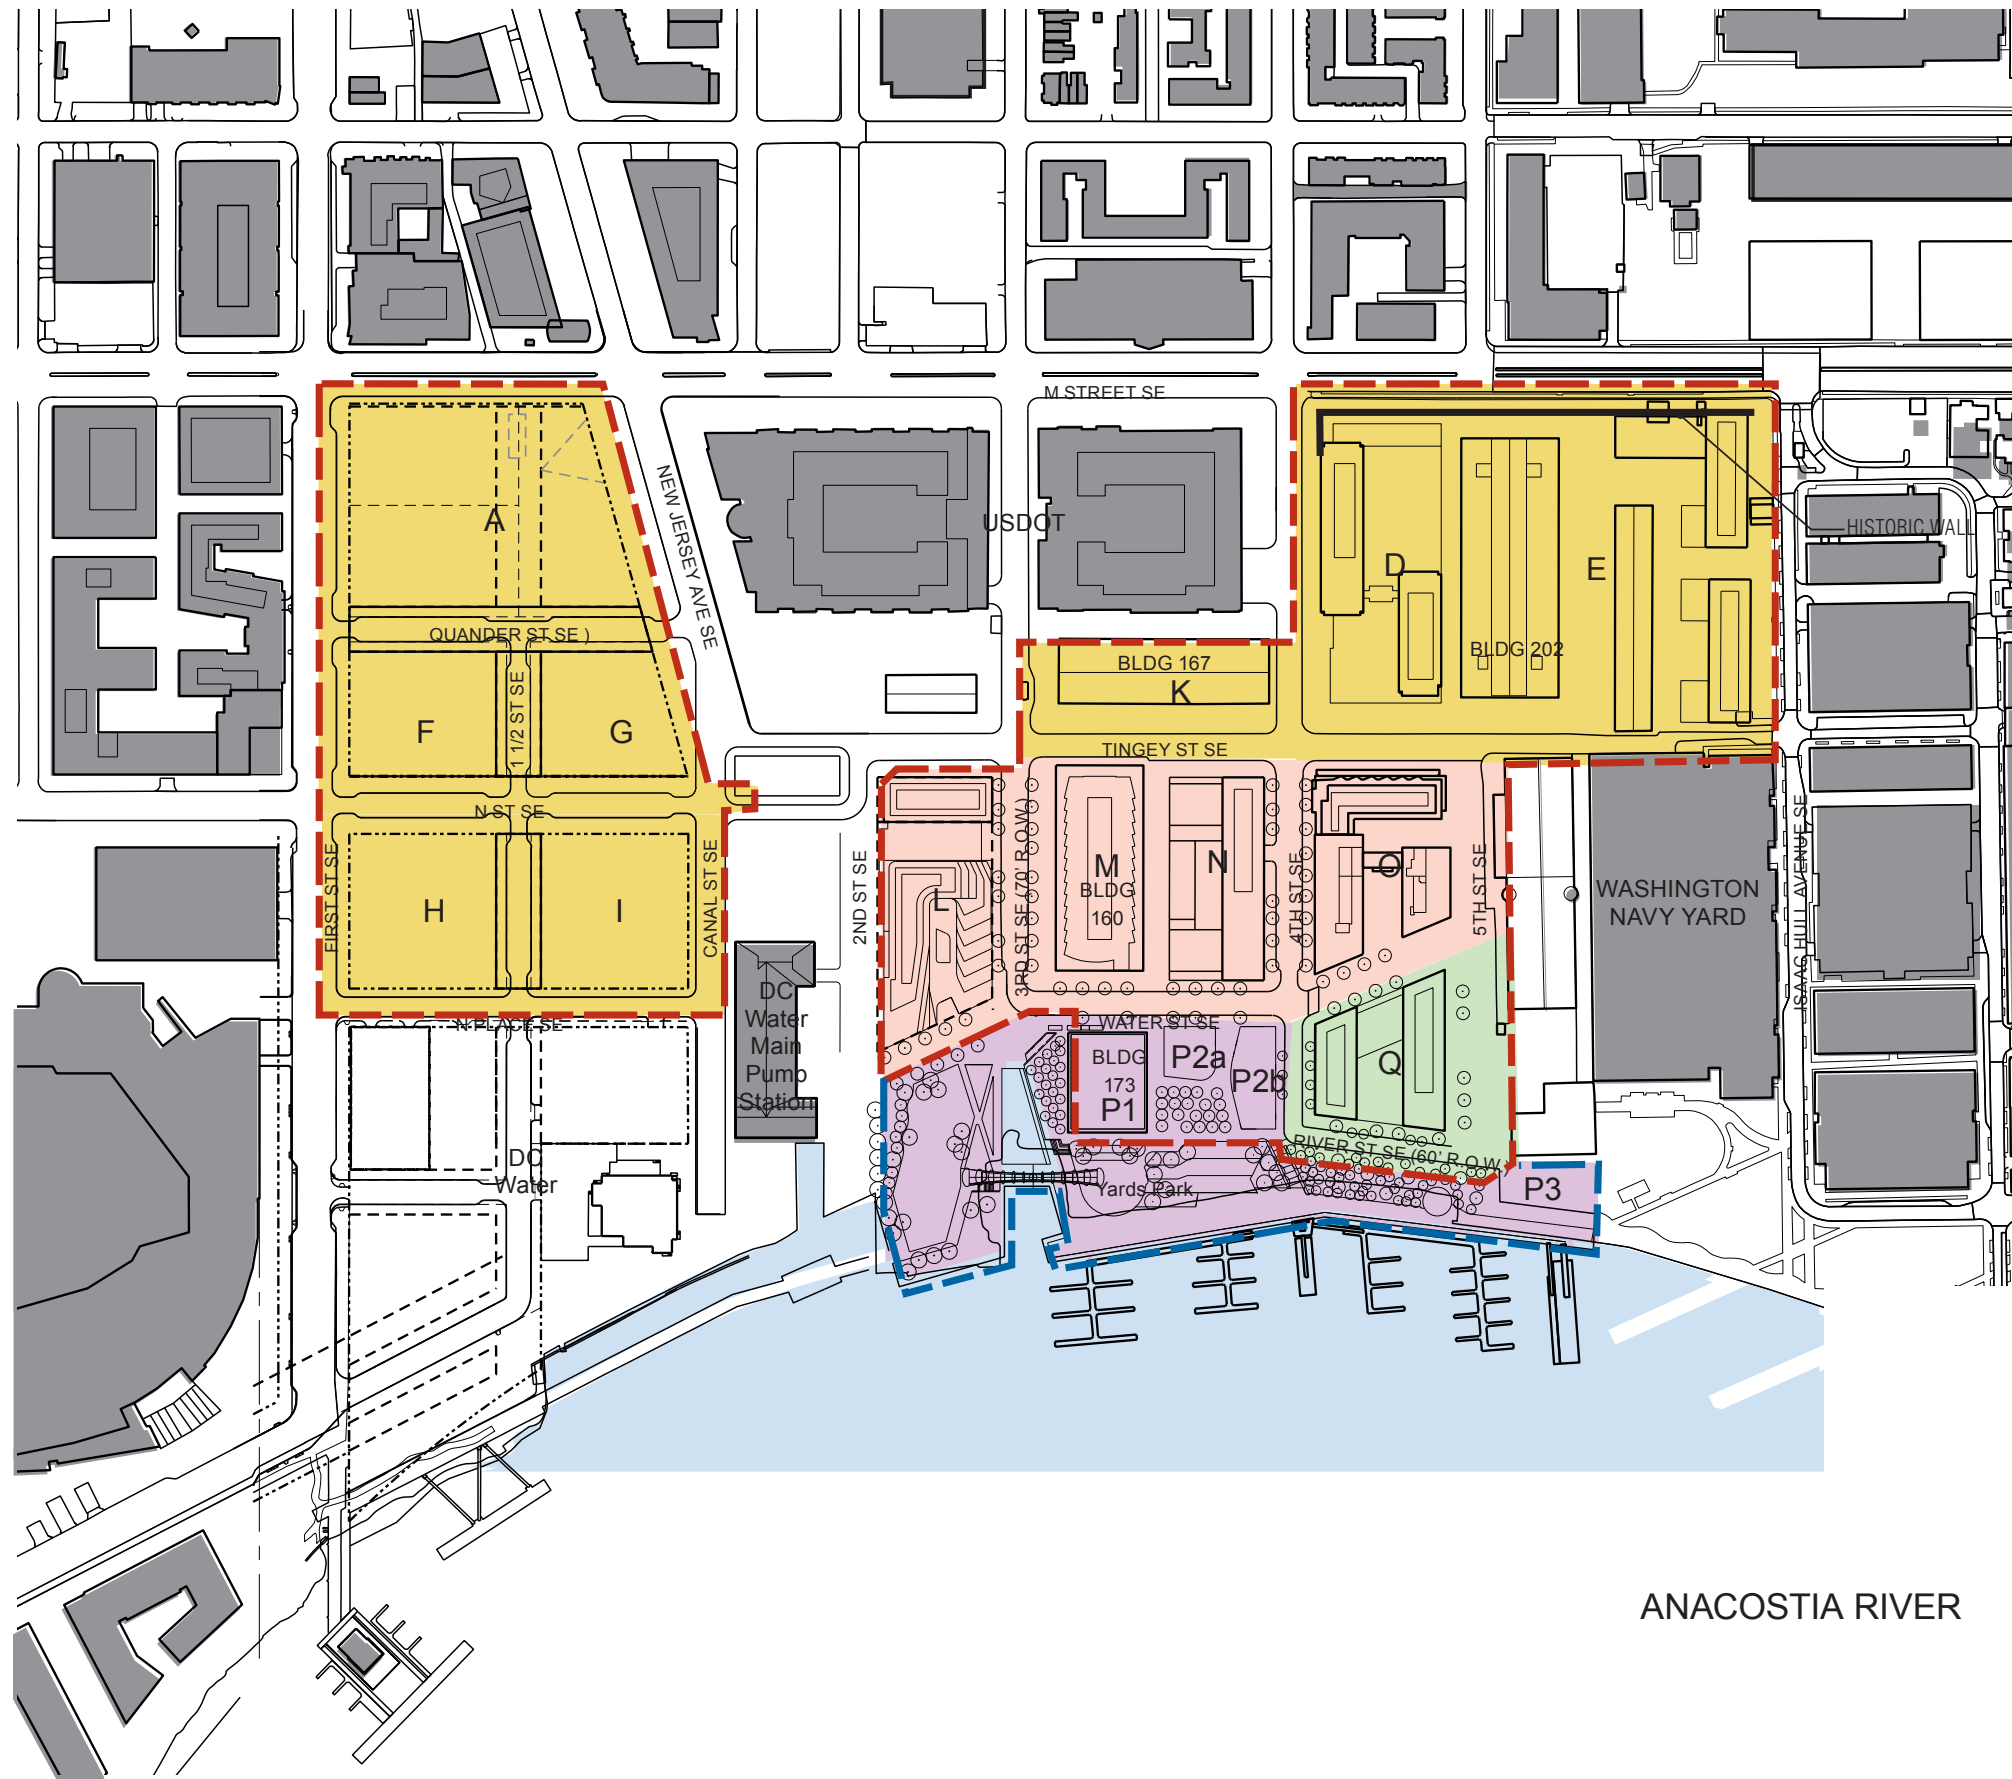 M STREET SE
NEW JERSEY AVE SE
A
USDOT
HISTORIC WALL
D
E
QUANDER ST SE )
BLDG 167
K
BLDG 202
1 1/2 ST SE
F
G
TINGEY ST SE
N ST SE
FIRST ST SE
H
I
CANAL ST SE
2ND ST SE
L
3RD ST SE (70' R.O.W.)
M
BLDG
160
N
4TH ST SE
O
5TH ST SE
WASHINGTON
NAVY YARD
ISAAC HULL AVENUE SE
N PLACE SE
DC
Water
Main
Pump
Station
WATER ST SE
BLDG
173
P1
P2a
P2b
Q
RIVER ST SE (60' R.O.W.)
DC
Water
Yards Park
P3
ANACOSTIA RIVER